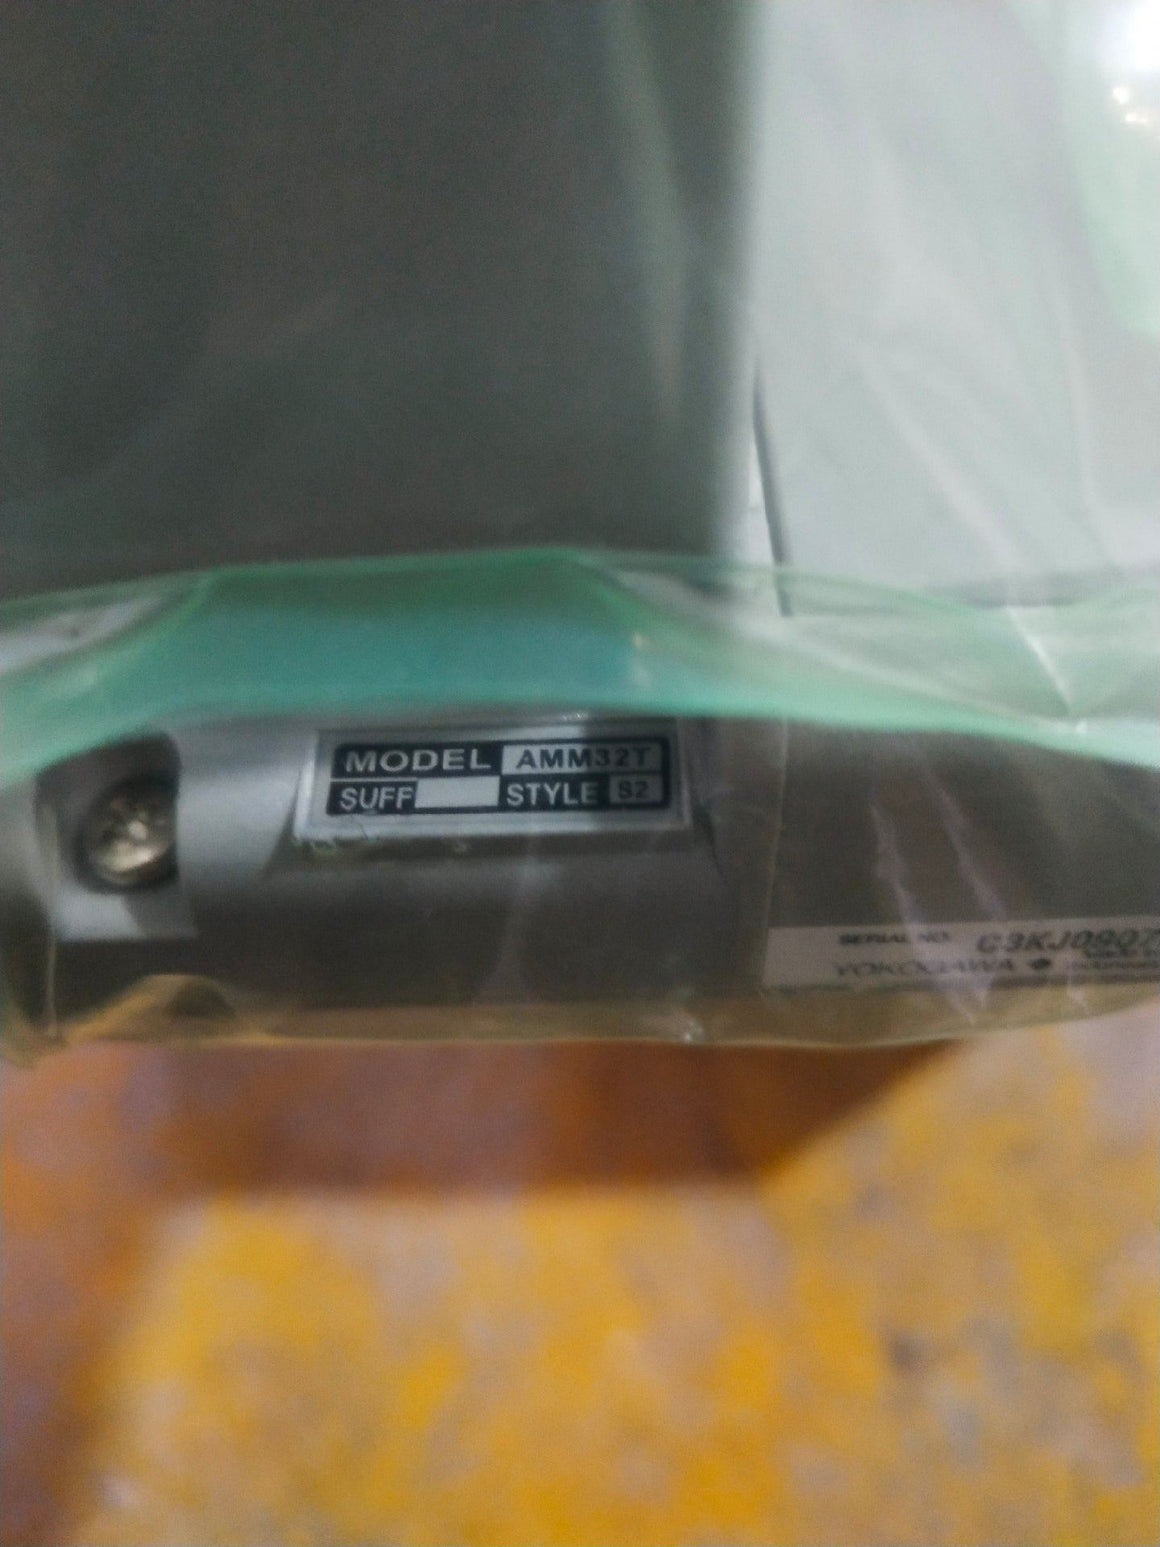 MODEL AMM32T
SUFF STYLE S2
SERIAL NO. C3KJ0907
YOKOGAWA